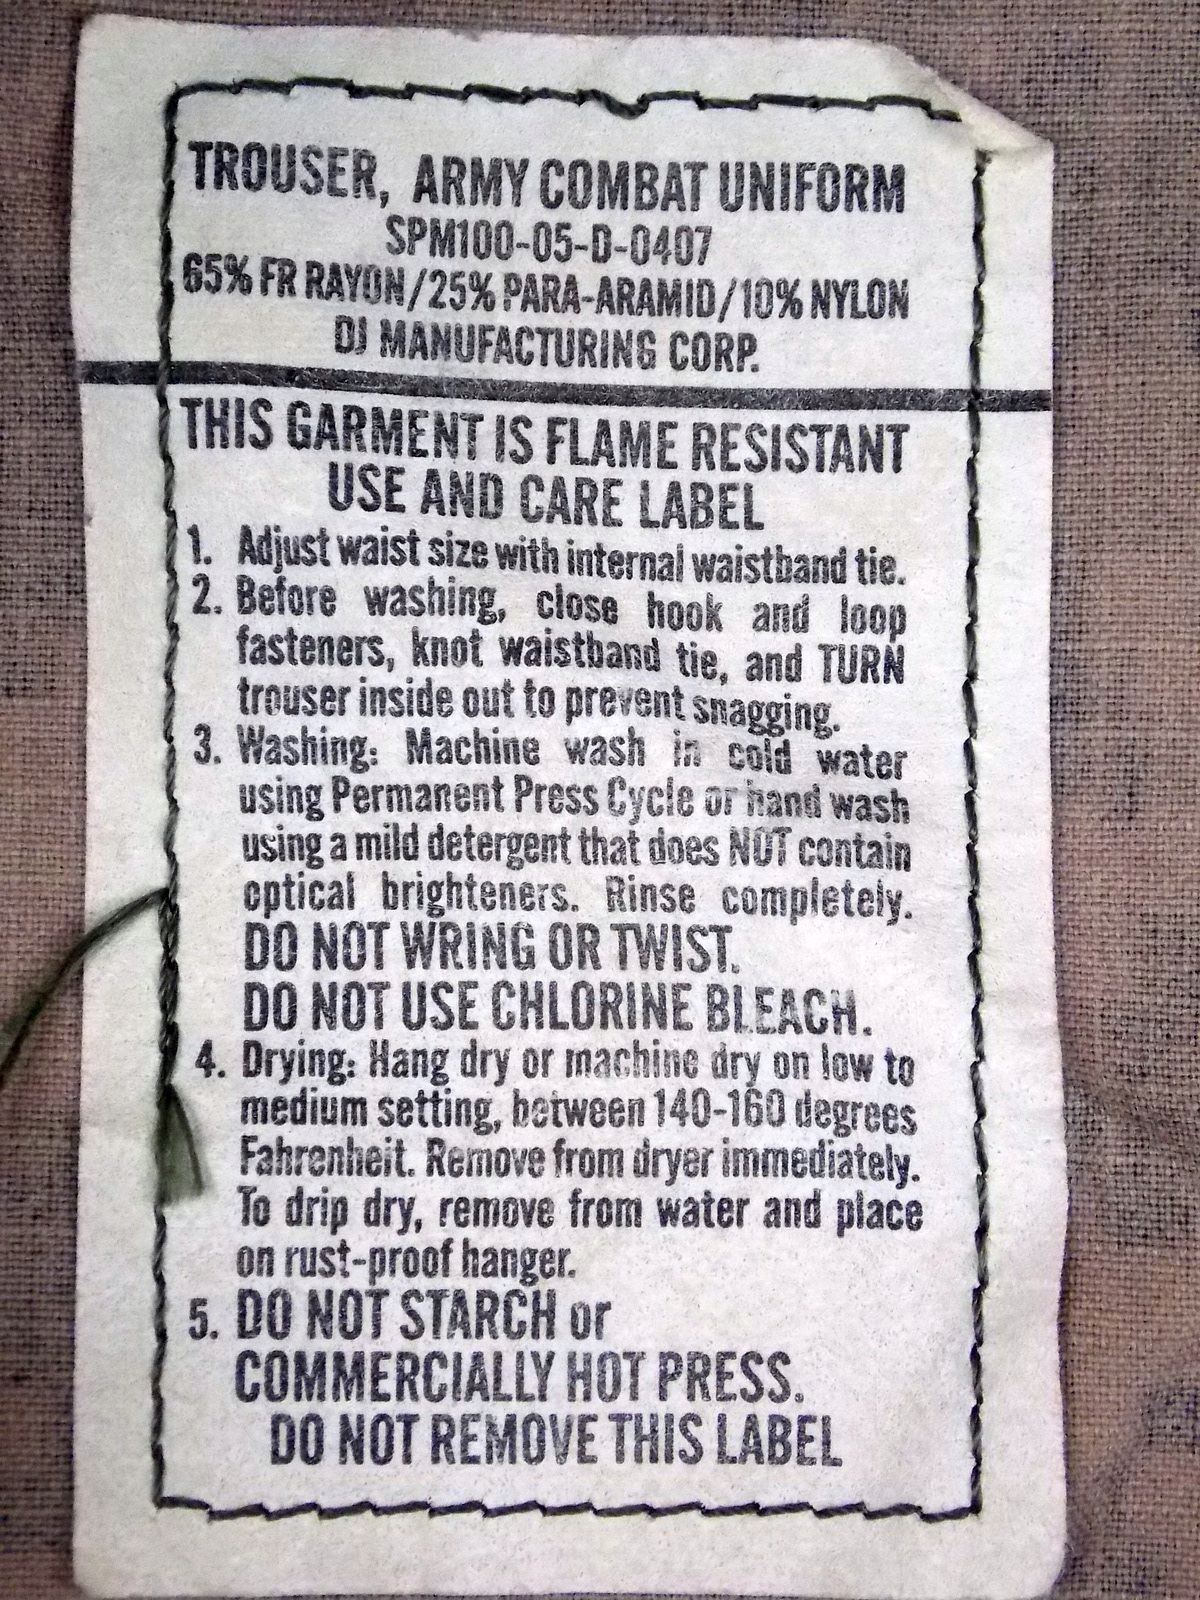 TROUSER, ARMY COMBAT UNIFORM
SPM100-05-D-0407
65% FR RAYON/25% PARA-ARAMID/10% NYLON
DJ MANUFACTURING CORP.
THIS GARMENT IS FLAME RESISTANT
USE AND CARE LABEL
1. Adjust waist size with internal waistband tie.
2. Before washing, close hook and loop
fasteners, knot waistband tie, and TURN
trouser inside out to prevent snagging.
3. Washing: Machine wash in cold water
using Permanent Press Cycle or hand wash
using a mild detergent that does NOT contain
optical brighteners. Rinse completely.
DO NOT WRING OR TWIST.
DO NOT USE CHLORINE BLEACH.
4. Drying: Hang dry or machine dry on low to
medium setting, between 140-160 degrees
Fahrenheit. Remove from dryer immediately.
To drip dry, remove from water and place
on rust-proof hanger.
5. DO NOT STARCH or
COMMERCIALLY HOT PRESS.
DO NOT REMOVE THIS LABEL